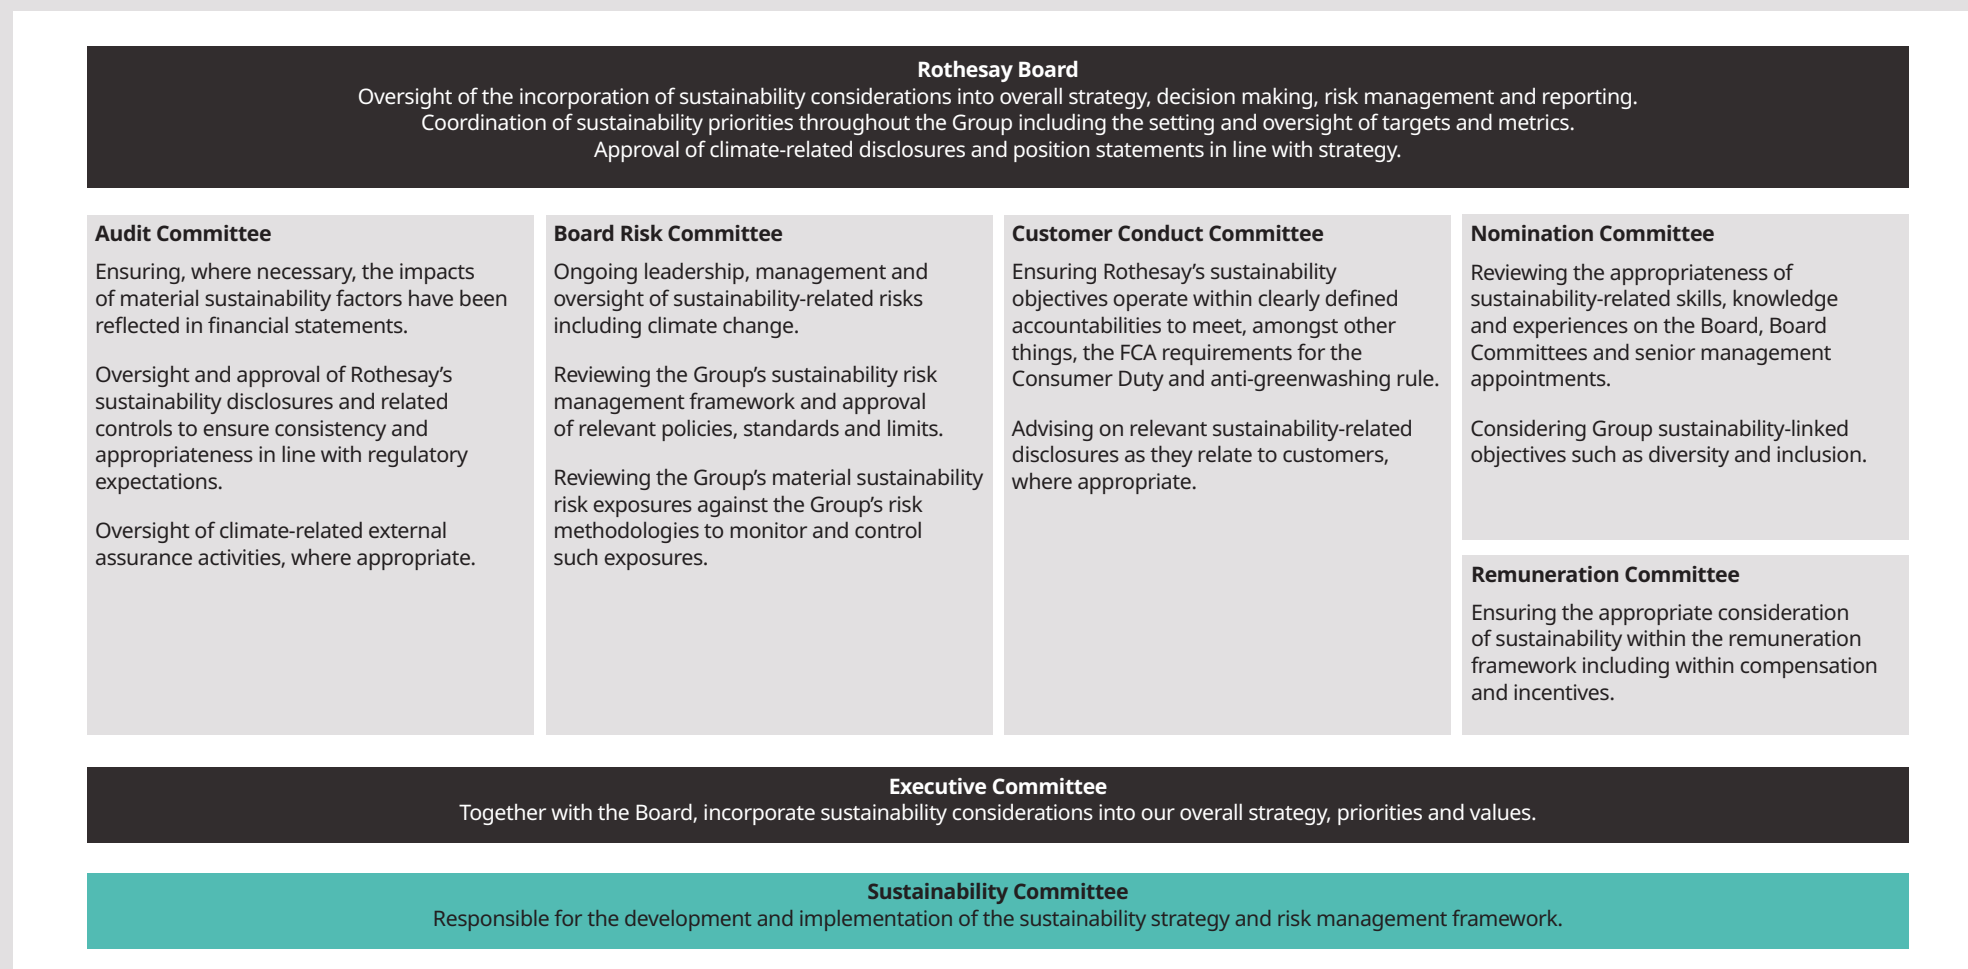 Rothesay Board
Oversight of the incorporation of sustainability considerations into overall strategy, decision making, risk management and reporting.
Coordination of sustainability priorities throughout the Group including the setting and oversight of targets and metrics.
Approval of climate-related disclosures and position statements in line with strategy.
Audit Committee
Ensuring, where necessary, the impacts
of material sustainability factors have been
reflected in financial statements.
Oversight and approval of Rothesay’s
sustainability disclosures and related
controls to ensure consistency and
appropriateness in line with regulatory
expectations.
Oversight of climate-related external
assurance activities, where appropriate.
Board Risk Committee
Ongoing leadership, management and
oversight of sustainability-related risks
including climate change.
Reviewing the Group’s sustainability risk
management framework and approval
of relevant policies, standards and limits.
Reviewing the Group’s material sustainability
risk exposures against the Group’s risk
methodologies to monitor and control
such exposures.
Customer Conduct Committee
Ensuring Rothesay’s sustainability
objectives operate within clearly defined
accountabilities to meet, amongst other
things, the FCA requirements for the
Consumer Duty and anti-greenwashing rule.
Advising on relevant sustainability-related
disclosures as they relate to customers,
where appropriate.
Nomination Committee
Reviewing the appropriateness of
sustainability-related skills, knowledge
and experiences on the Board, Board
Committees and senior management
appointments.
Considering Group sustainability-linked
objectives such as diversity and inclusion.
Remuneration Committee
Ensuring the appropriate consideration
of sustainability within the remuneration
framework including within compensation
and incentives.
Executive Committee
Together with the Board, incorporate sustainability considerations into our overall strategy, priorities and values.
Sustainability Committee
Responsible for the development and implementation of the sustainability strategy and risk management framework.